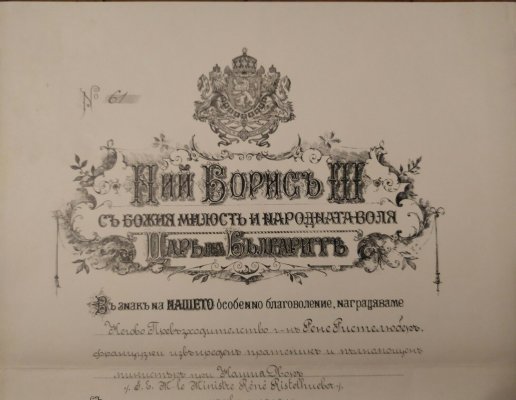 № 61
Ний Борисъ III
Съ Божия милость и народната воля
Царь на Българитѣ
Въ знакъ на НАШЕТО особенно благоволение, награждаваме
Негово Превъзходителство г-нъ Рене Ристелюберъ,
французки извънреденъ пратеникъ и пълномощенъ
министъръ при Нашия Дворъ
S. E. M le Ministre René Ristelhueber